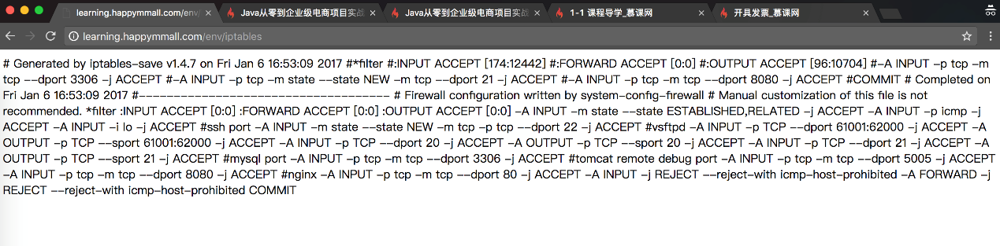 learning.happymmall.com/env/
Java从零到企业级电商项目实战
Java从零到企业级电商项目实战
1-1 课程导学_慕课网
开具发票_慕课网
learning.happymmall.com/env/iptables
# Generated by iptables-save v1.4.7 on Fri Jan 6 16:53:09 2017 #*filter #:INPUT ACCEPT [174:12442] #:FORWARD ACCEPT [0:0] #:OUTPUT ACCEPT [96:10704] #-A INPUT -p tcp -m
tcp --dport 3306 -j ACCEPT #-A INPUT -p tcp -m state --state NEW -m tcp --dport 21 -j ACCEPT #-A INPUT -p tcp -m tcp --dport 8080 -j ACCEPT #COMMIT # Completed on
Fri Jan 6 16:53:09 2017 #------------------------------------ # Firewall configuration written by system-config-firewall # Manual customization of this file is not
recommended. *filter :INPUT ACCEPT [0:0] :FORWARD ACCEPT [0:0] :OUTPUT ACCEPT [0:0] -A INPUT -m state --state ESTABLISHED,RELATED -j ACCEPT -A INPUT -p icmp -j
ACCEPT -A INPUT -i lo -j ACCEPT #ssh port -A INPUT -m state --state NEW -m tcp -p tcp --dport 22 -j ACCEPT #vsftpd -A INPUT -p TCP --dport 61001:62000 -j ACCEPT -A
OUTPUT -p TCP --sport 61001:62000 -j ACCEPT -A INPUT -p TCP --dport 20 -j ACCEPT -A OUTPUT -p TCP --sport 20 -j ACCEPT -A INPUT -p TCP --dport 21 -j ACCEPT -A
OUTPUT -p TCP --sport 21 -j ACCEPT #mysql port -A INPUT -p tcp -m tcp --dport 3306 -j ACCEPT #tomcat remote debug port -A INPUT -p tcp -m tcp --dport 5005 -j ACCEPT
-A INPUT -p tcp -m tcp --dport 8080 -j ACCEPT #nginx -A INPUT -p tcp -m tcp --dport 80 -j ACCEPT -A INPUT -j REJECT --reject-with icmp-host-prohibited -A FORWARD -j
REJECT --reject-with icmp-host-prohibited COMMIT